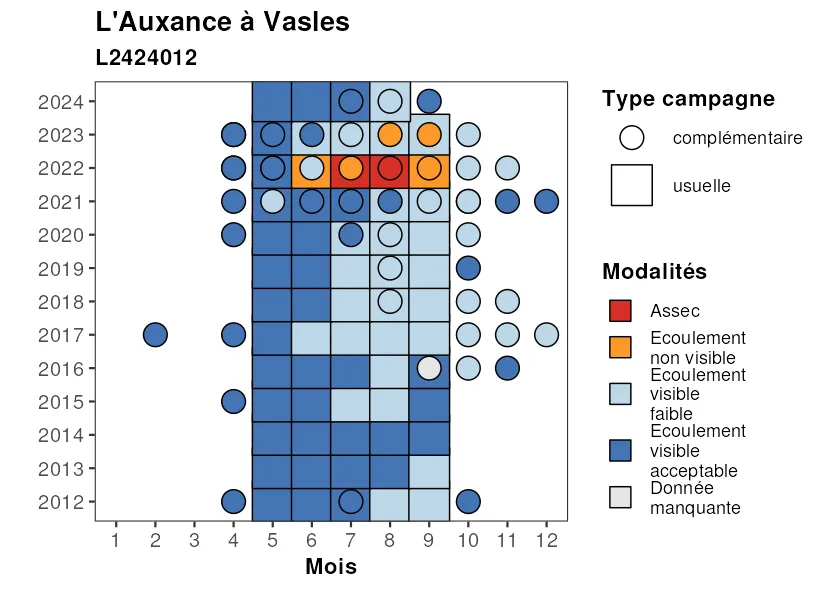 L'Auxance à Vasles
L2424012
2024
2023
2022
2021
2020
2019
2018
2017
2016
2015
2014
2013
2012
1 2 3 4 5 6 7 8 9 10 11 12
Mois
Type campagne
complémentaire
usuelle
Modalités
Assec
Ecoulement
non visible
Ecoulement
visible
faible
Ecoulement
visible
acceptable
Donnée
manquante